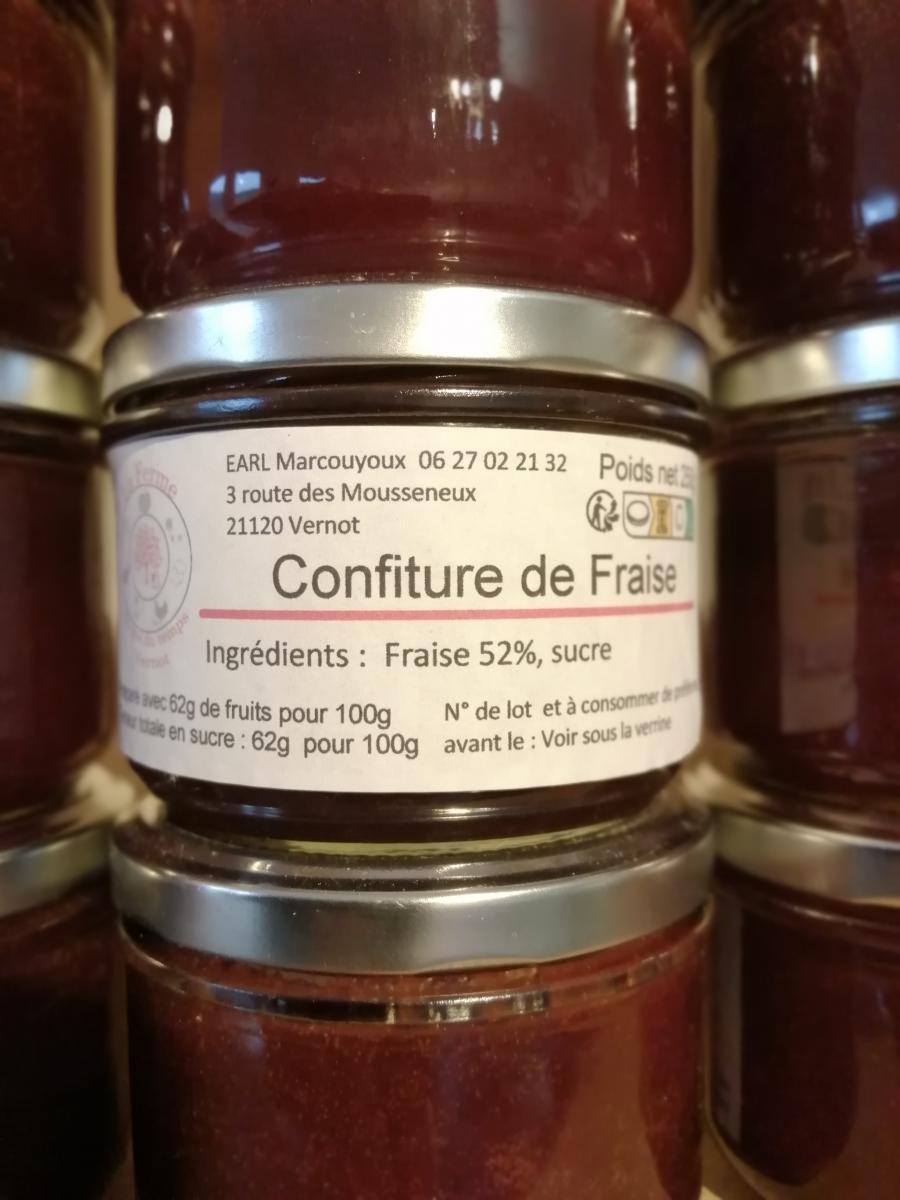 EARL Marcouyoux 06 27 02 21 32
3 route des Mousseneux
21120 Vernot
Poids net
Confiture de Fraise
Ingrédients : Fraise 52%, sucre
avec 62g de fruits pour 100g
totale en sucre : 62g pour 100g
N° de lot et à consommer de
avant le : Voir sous la verrine
Ferme
temps